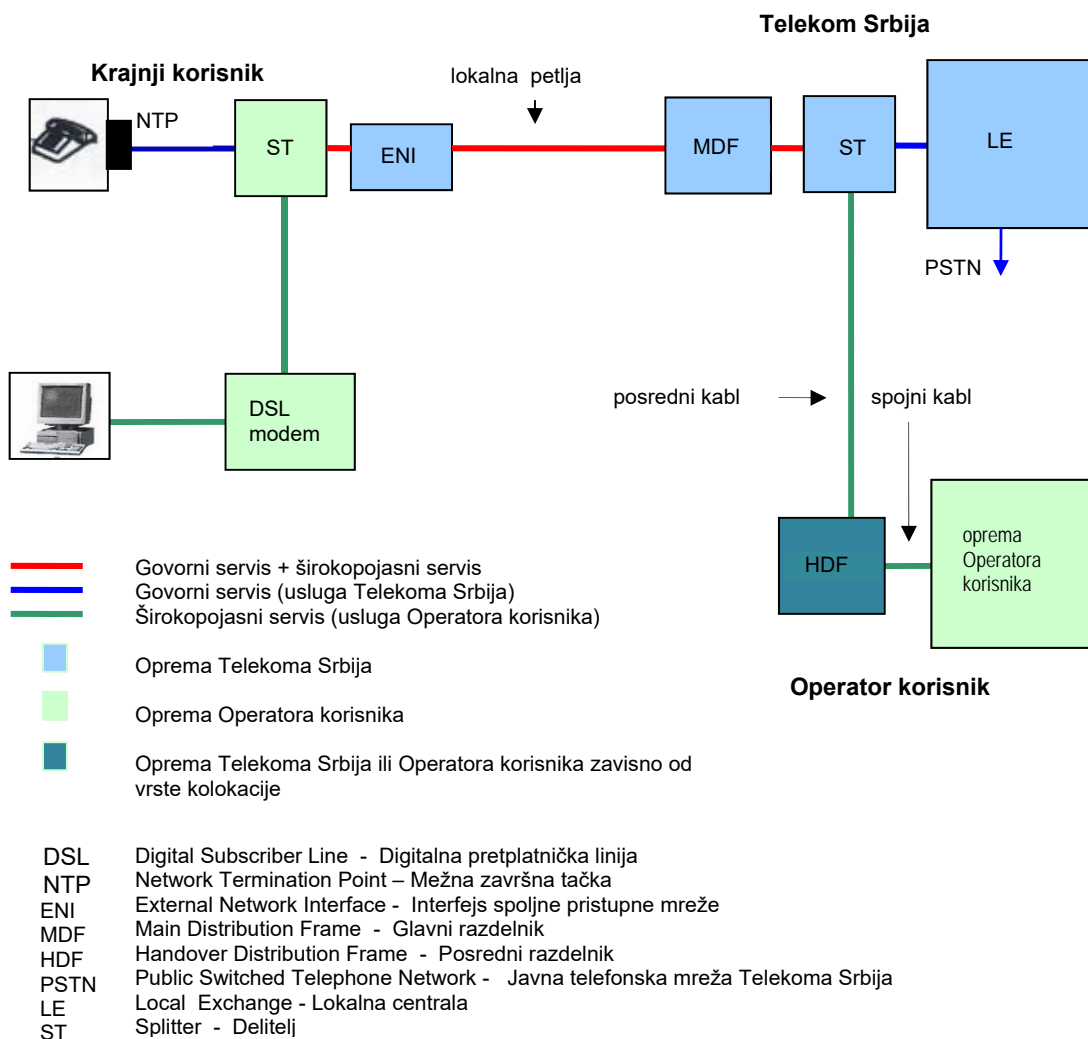 Telekom Srbija
Krajnji korisnik
lokalna petlja
NTP
ST
ENI
MDF
ST
LE
PSTN
DSL
modem
posredni kabl
spojni kabl
HDF
oprema
Operatora
korisnika
Operator korisnik
Govorni servis + širokopojasni servis
Govorni servis (usluga Telekoma Srbija)
Širokopojasni servis (usluga Operatora korisnika)
Oprema Telekoma Srbija
Oprema Operatora korisnika
Oprema Telekoma Srbija ili Operatora korisnika zavisno od
vrste kolokacije
DSL Digital Subscriber Line - Digitalna pretplatnička linija
NTP Network Termination Point – Mežna završna tačka
ENI External Network Interface - Interfejs spoljne pristupne mreže
MDF Main Distribution Frame - Glavni razdelnik
HDF Handover Distribution Frame - Posredni razdelnik
PSTN Public Switched Telephone Network - Javna telefonska mreža Telekoma Srbija
LE Local Exchange - Lokalna centrala
ST Splitter - Delitelj